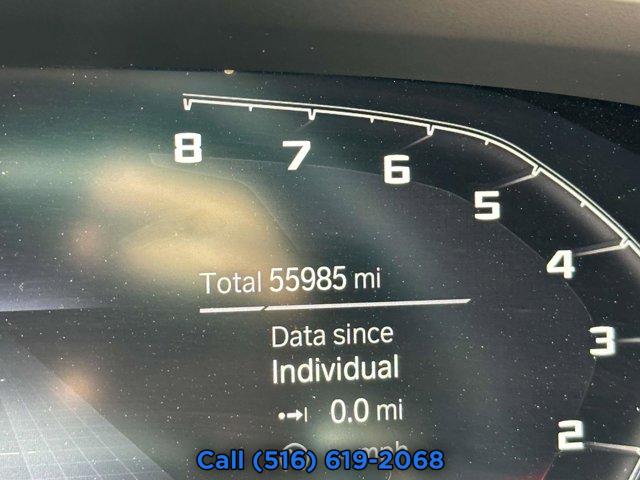 8
7
6
5
4
3
2
Total 55985 mi
Data since
Individual
0.0 mi
mph
Call (516) 619-2068